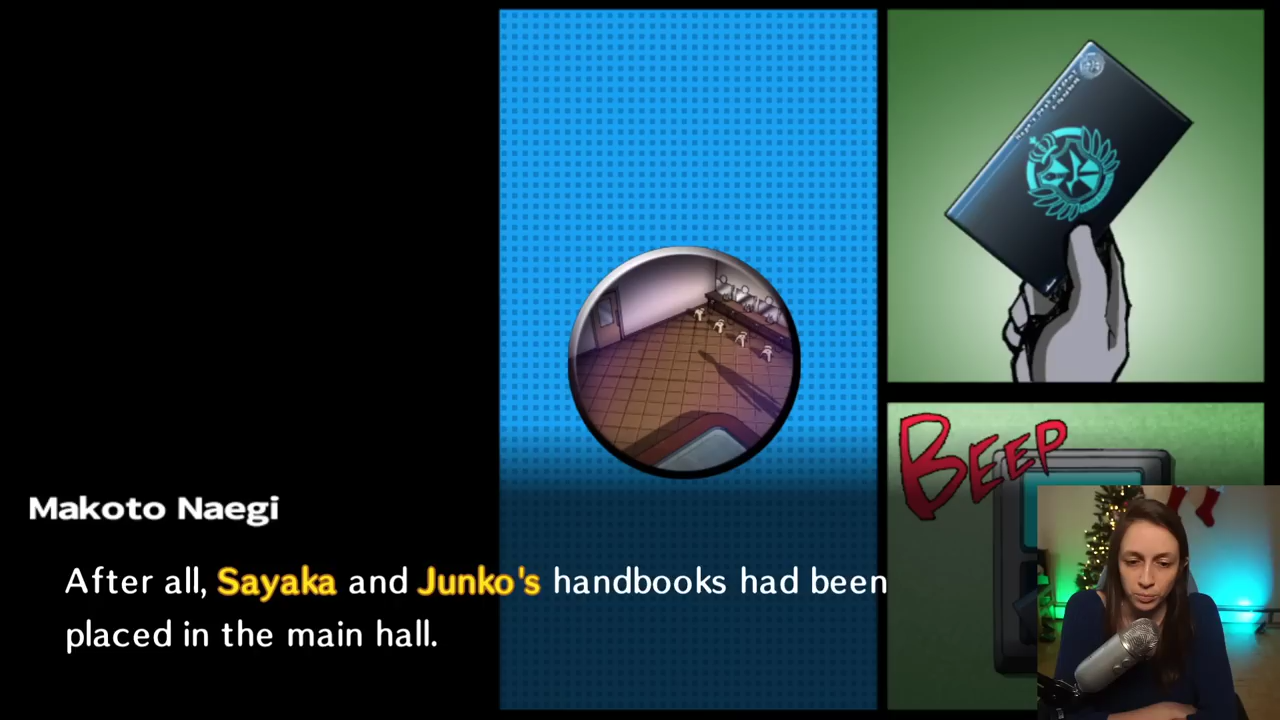 BEEP
Makoto Naegi
After all, Sayaka and Junko's handbooks had been
placed in the main hall.